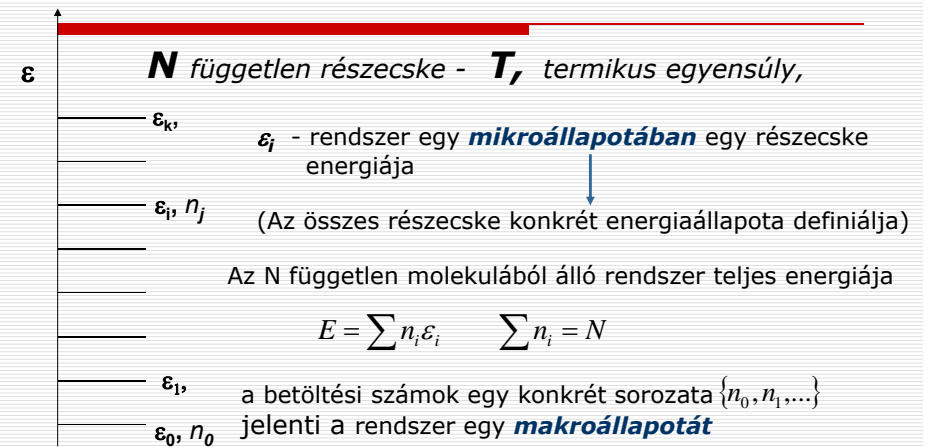 ε
N független részecske - T, termikus egyensúly,
εk,
εi - rendszer egy mikroállapotában egy részecske
energiája
εi, nj
(Az összes részecske konkrét energiaállapota definiálja)
Az N független molekulából álló rendszer teljes energiája
E = ∑ nᵢεᵢ ∑ nᵢ = N
ε1,
a betöltési számok egy konkrét sorozata {n₀, n₁,...}
ε0, n0
jelenti a rendszer egy makroállapotát